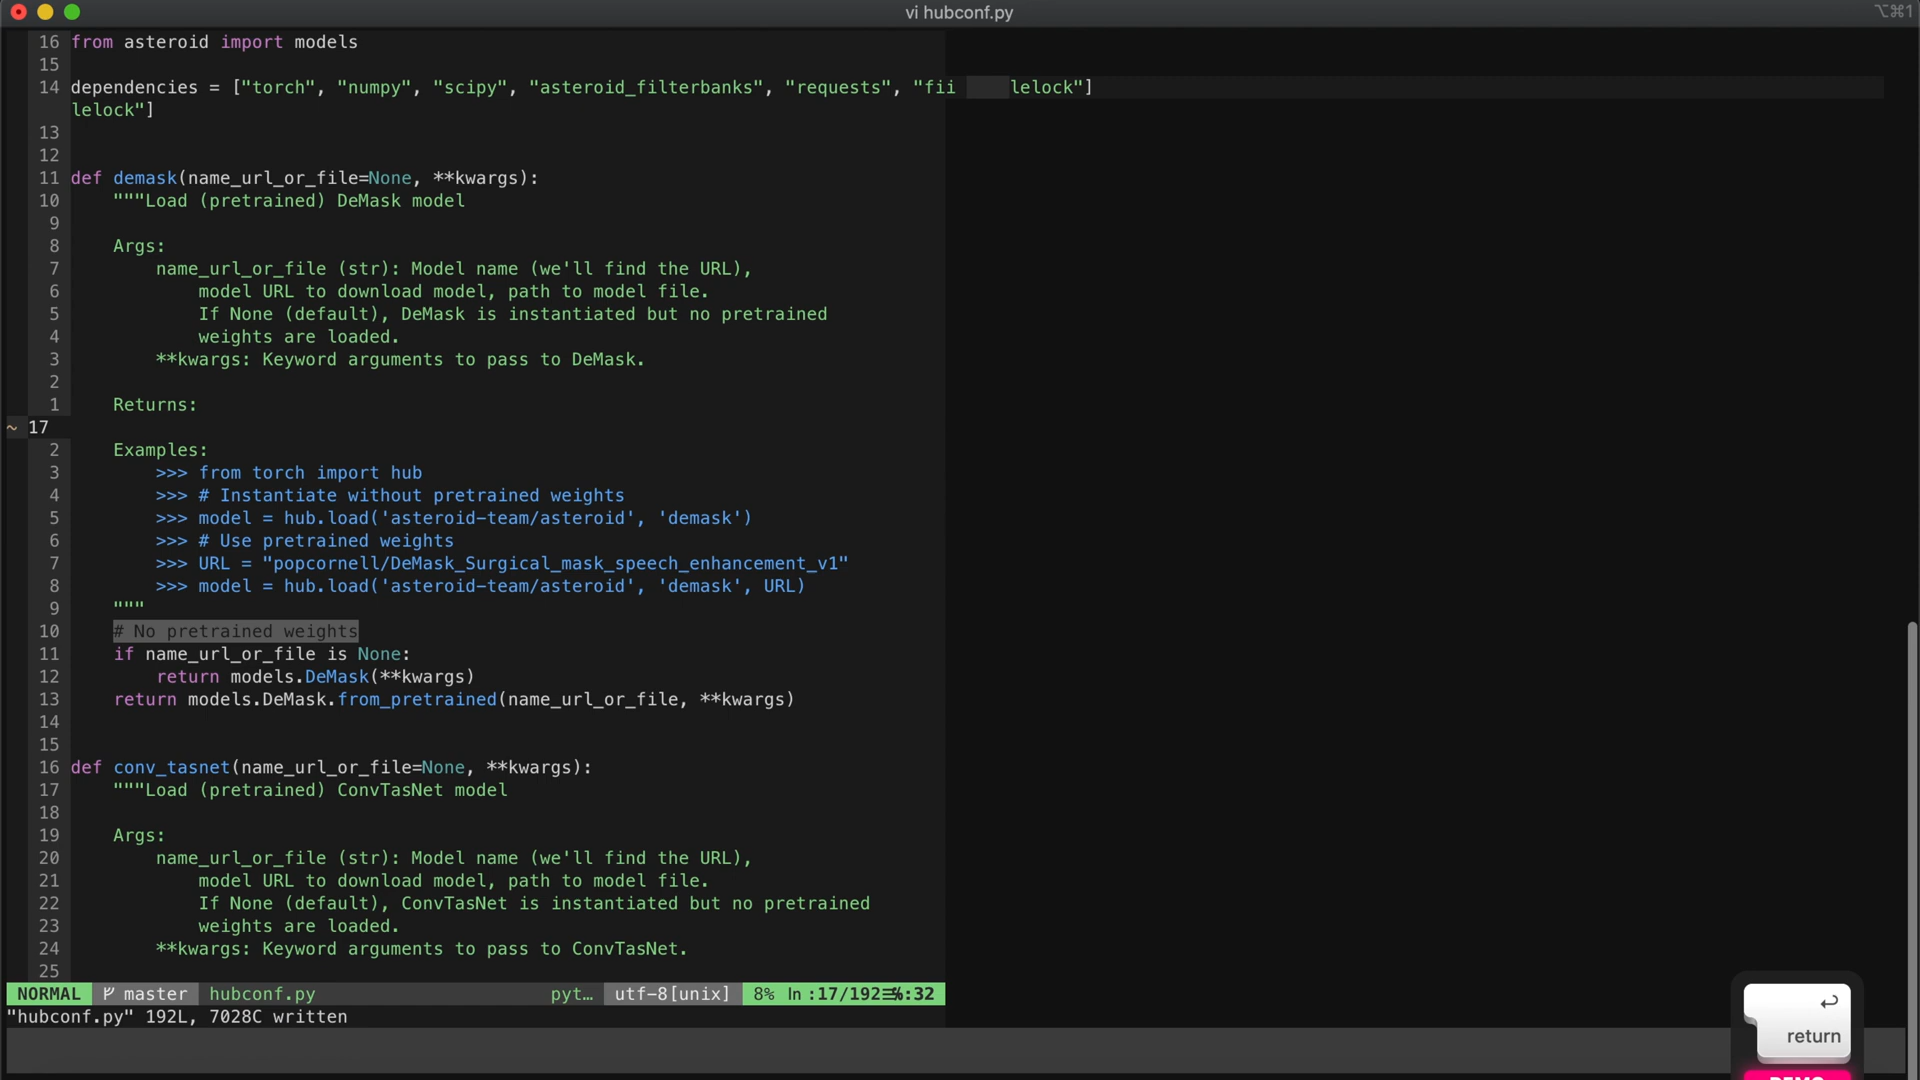 vi hubconf.py
⌥⌘1
16 from asteroid import models
15
14 dependencies = ["torch", "numpy", "scipy", "asteroid_filterbanks", "requests", "fii lelock"]
lelock"]
13
12
11 def demask(name_url_or_file=None, **kwargs):
10 """Load (pretrained) DeMask model
9
8 Args:
7 name_url_or_file (str): Model name (we'll find the URL),
6 model URL to download model, path to model file.
5 If None (default), DeMask is instantiated but no pretrained
4 weights are loaded.
3 **kwargs: Keyword arguments to pass to DeMask.
2
1 Returns:
~ 17
2 Examples:
3 >>> from torch import hub
4 >>> # Instantiate without pretrained weights
5 >>> model = hub.load('asteroid-team/asteroid', 'demask')
6 >>> # Use pretrained weights
7 >>> URL = "popcornell/DeMask_Surgical_mask_speech_enhancement_v1"
8 >>> model = hub.load('asteroid-team/asteroid', 'demask', URL)
9 """
10 # No pretrained weights
11 if name_url_or_file is None:
12 return models.DeMask(**kwargs)
13 return models.DeMask.from_pretrained(name_url_or_file, **kwargs)
14
15
16 def conv_tasnet(name_url_or_file=None, **kwargs):
17 """Load (pretrained) ConvTasNet model
18
19 Args:
20 name_url_or_file (str): Model name (we'll find the URL),
21 model URL to download model, path to model file.
22 If None (default), ConvTasNet is instantiated but no pretrained
23 weights are loaded.
24 **kwargs: Keyword arguments to pass to ConvTasNet.
25
NORMAL master hubconf.py pyt… utf-8[unix] 8% ln :17/192 :32
"hubconf.py" 192L, 7028C written
↩
return